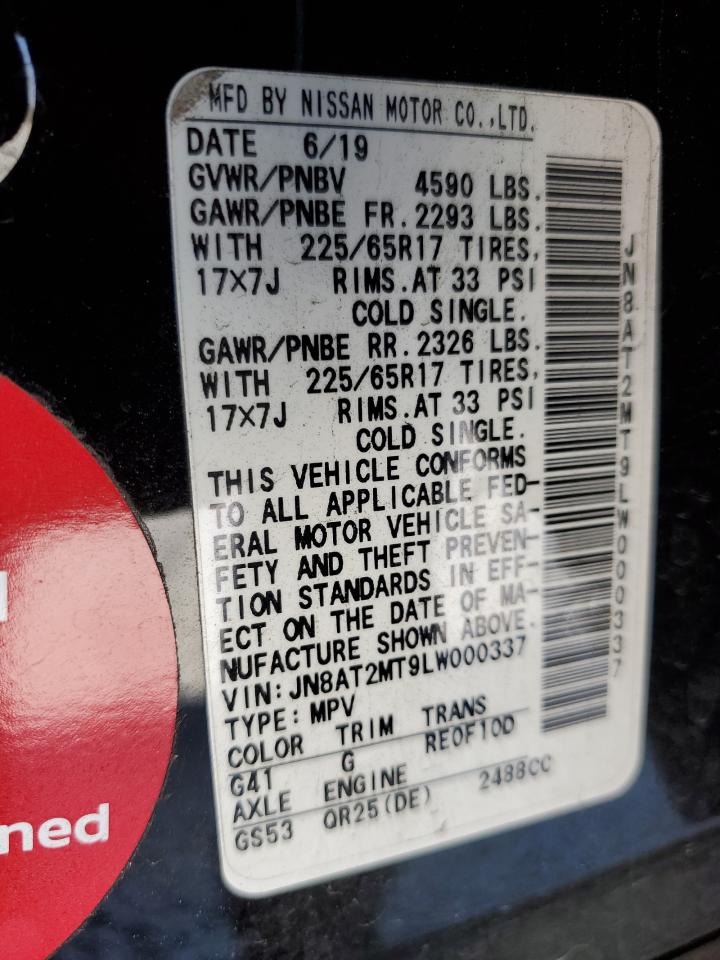 MFD BY NISSAN MOTOR CO.,LTD.
DATE 6/19
GVWR/PNBV 4590 LBS.
GAWR/PNBE FR.2293 LBS.
WITH 225/65R17 TIRES,
17×7J RIMS.AT 33 PSI
COLD SINGLE.
GAWR/PNBE RR.2326 LBS.
WITH 225/65R17 TIRES,
17×7J RIMS.AT 33 PSI
COLD SINGLE.
THIS VEHICLE CONFORMS
TO ALL APPLICABLE FED-
ERAL MOTOR VEHICLE SA-
FETY AND THEFT PREVEN-
TION STANDARDS IN EFF-
ECT ON THE DATE OF MA-
NUFACTURE SHOWN ABOVE.
VIN:JN8AT2MT9LW000337
TYPE:MPV
COLOR TRIM TRANS
G41 G RE0F10D
AXLE ENGINE
GS53 QR25(DE) 2488CC
JN8AT2MT9LW000337
ned